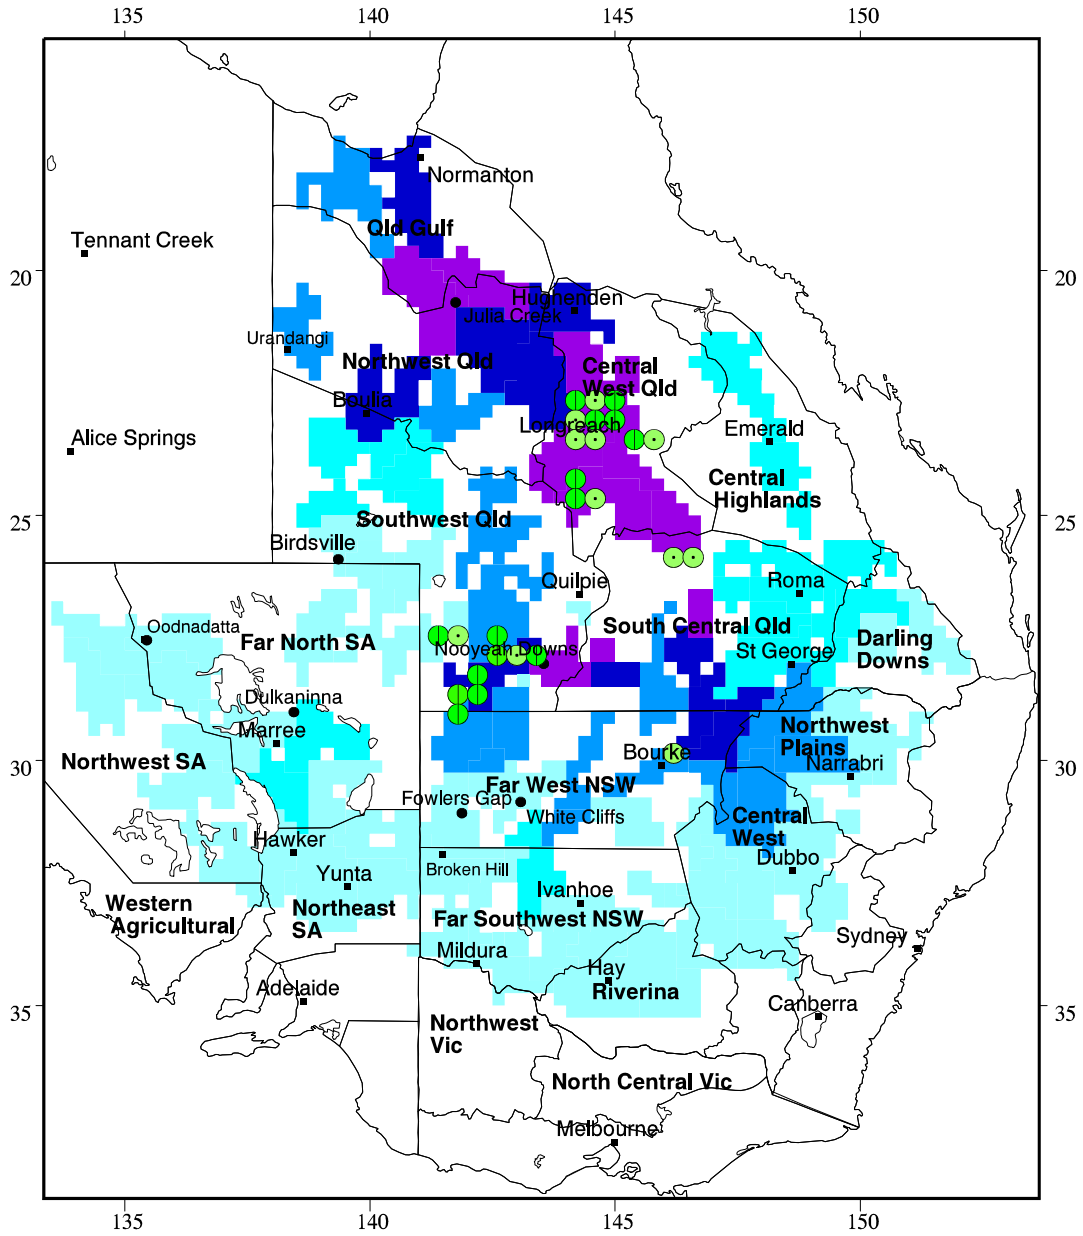 135 140 145 150
Normanton
Qld Gulf
Tennant Creek
20 20
Hughenden
Julia Creek
Urandangi
Northwest Qld
Central
West Qld
Boulia
Longreach
Emerald
Alice Springs
Central
Highlands
25 25
Southwest Qld
Birdsville
Quilpie
Roma
Oodnadatta
Far North SA
South Central Qld
Darling
Downs
Nooyeah Downs
St George
Dulkaninna
Marree
Northwest SA
Northwest
Plains
Bourke
Narrabri
30 30
Far West NSW
Fowlers Gap
White Cliffs
Central
West
Hawker
Broken Hill
Dubbo
Yunta
Ivanhoe
Western
Agricultural
Northeast
SA
Far Southwest NSW
Sydney
Mildura
Hay
Riverina
Adelaide
Canberra
35 35
Northwest
Vic
North Central Vic
Melbourne
135 140 145 150